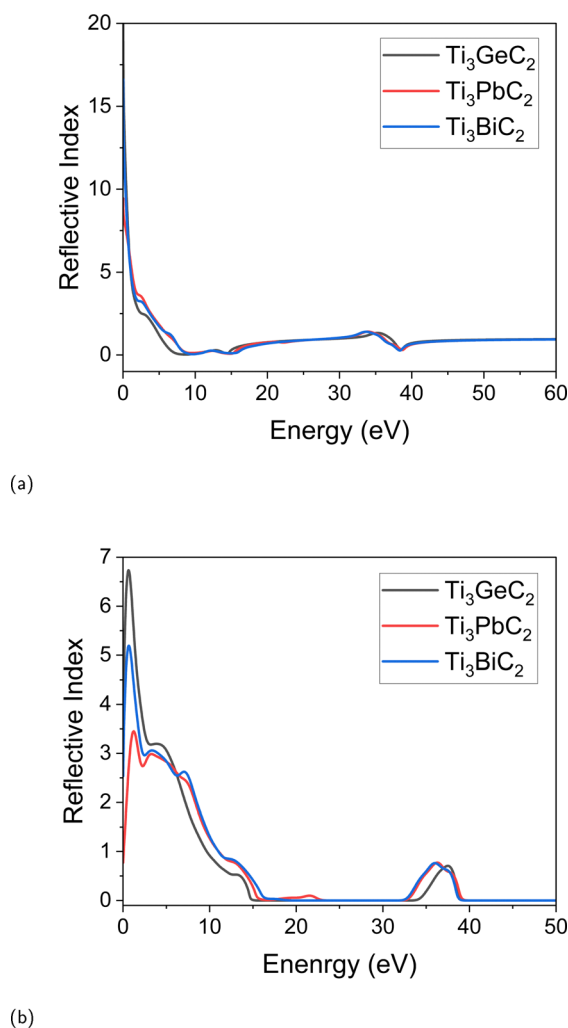 20
15
10
5
0
Reflective Index
Ti₃GeC₂
Ti₃PbC₂
Ti₃BiC₂
0 10 20 30 40 50 60
Energy (eV)
(a)
7
6
5
4
3
2
1
0
Reflective Index
Ti₃GeC₂
Ti₃PbC₂
Ti₃BiC₂
0 10 20 30 40 50
Enenrgy (eV)
(b)